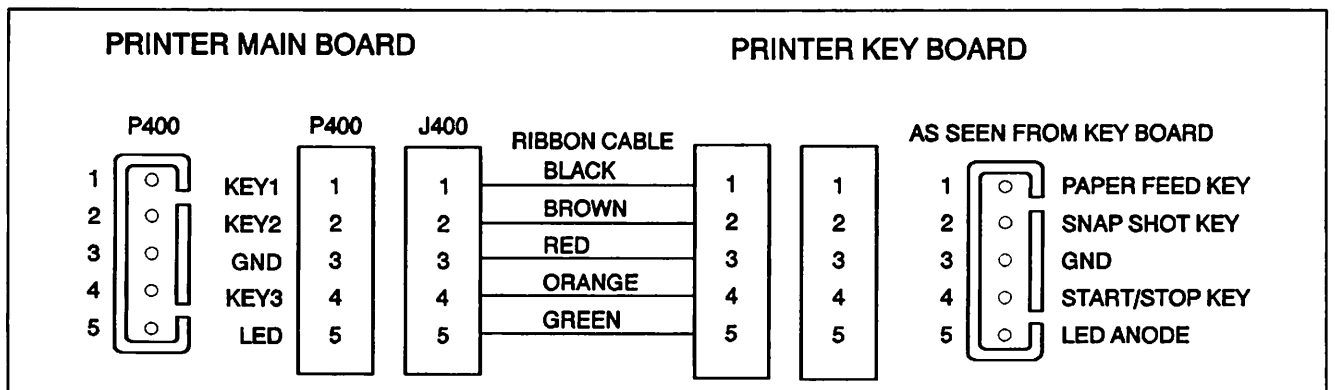 PRINTER MAIN BOARD PRINTER KEY BOARD
P400 P400 J400 RIBBON CABLE AS SEEN FROM KEY BOARD
1 KEY1 1 1 BLACK 1 1 1 PAPER FEED KEY
2 KEY2 2 2 BROWN 2 2 2 SNAP SHOT KEY
3 GND 3 3 RED 3 3 3 GND
4 KEY3 4 4 ORANGE 4 4 4 START/STOP KEY
5 LED 5 5 GREEN 5 5 5 LED ANODE